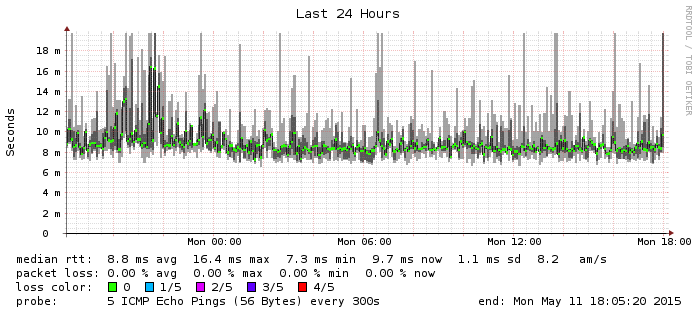 Last 24 Hours
RRDTOOL / TOBI OETIKER
Seconds
18 m
16 m
14 m
12 m
10 m
8 m
6 m
4 m
2 m
0
Mon 00:00 Mon 06:00 Mon 12:00 Mon 18:00
median rtt: 8.8 ms avg 16.4 ms max 7.3 ms min 9.7 ms now 1.1 ms sd 8.2 am/s
packet loss: 0.00 % avg 0.00 % max 0.00 % min 0.00 % now
loss color: 0 1/5 2/5 3/5 4/5
probe: 5 ICMP Echo Pings (56 Bytes) every 300s end: Mon May 11 18:05:20 2015